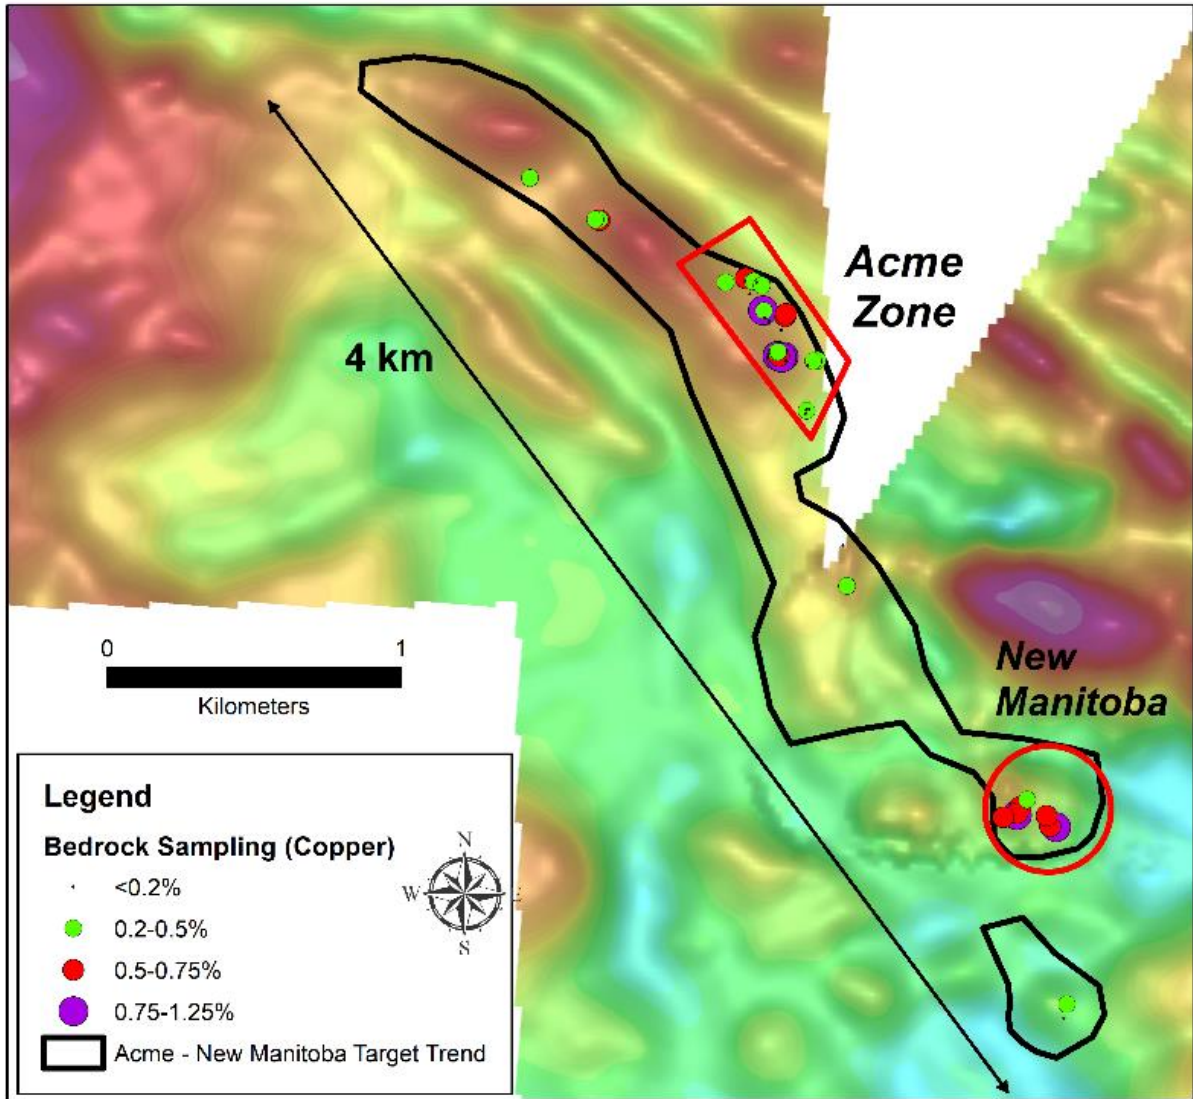 Acme
Zone
4 km
0 1
Kilometers
New
Manitoba
Legend
Bedrock Sampling (Copper)
<0.2%
0.2-0.5%
0.5-0.75%
0.75-1.25%
Acme - New Manitoba Target Trend
N
W E
S